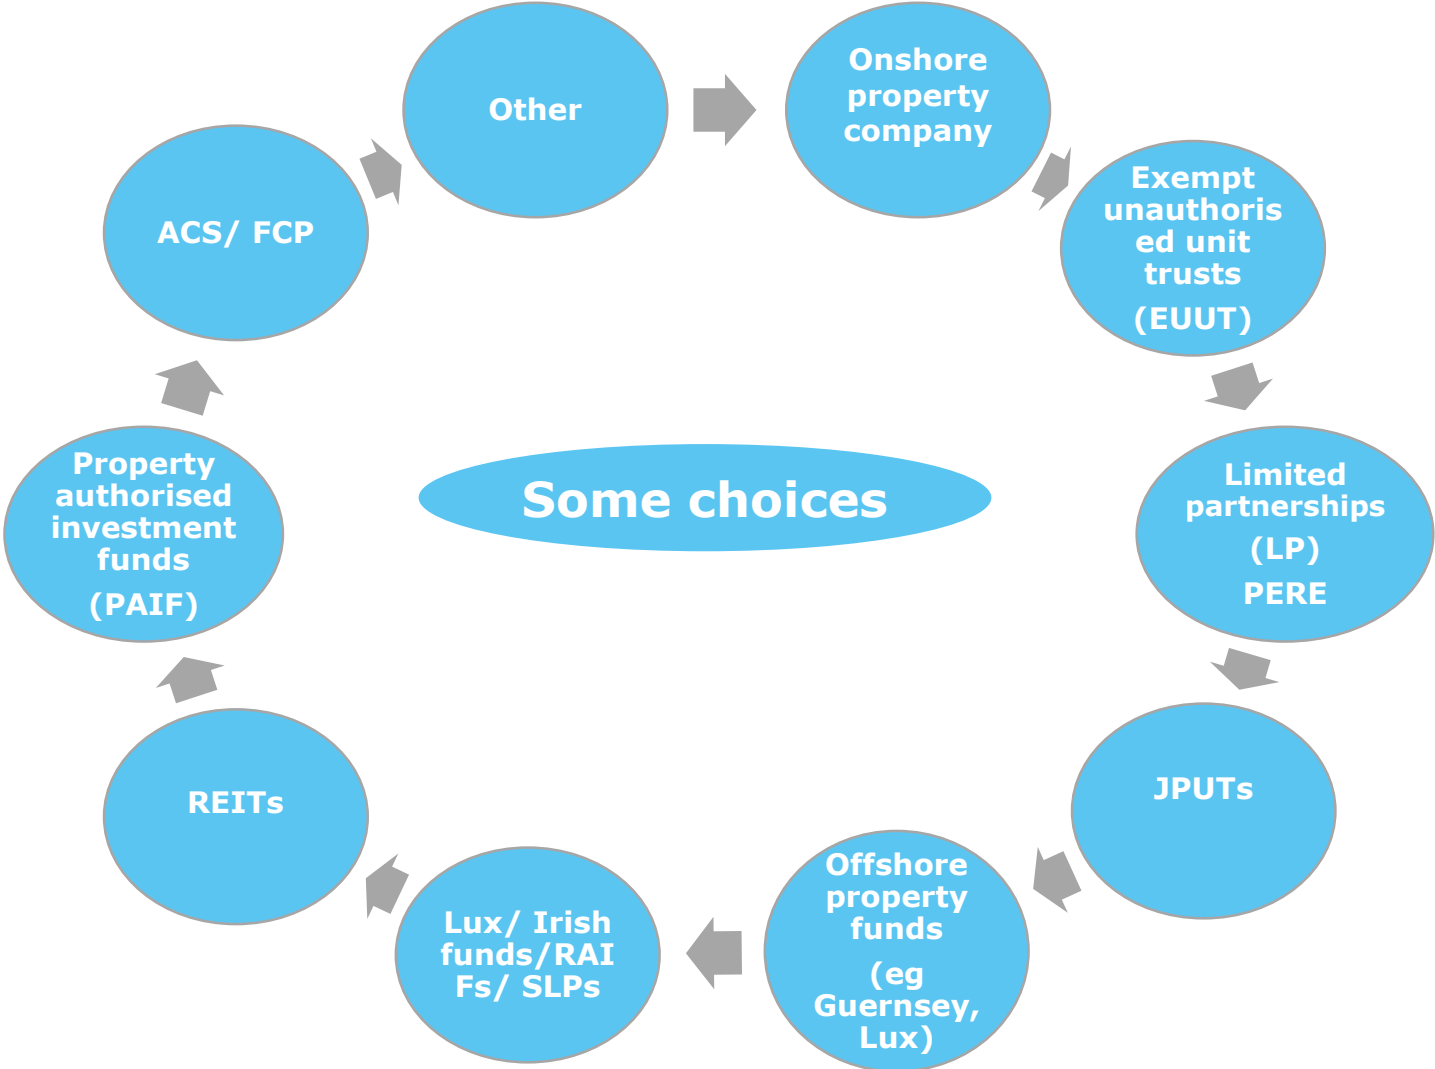 Other
Onshore
property
company
Exempt
unauthoris
ed unit
trusts
(EUUT)
Limited
partnerships
(LP)
PERE
JPUTs
Offshore
property
funds
(eg
Guernsey,
Lux)
Lux/ Irish
funds/RAI
Fs/ SLPs
REITs
Property
authorised
investment
funds
(PAIF)
ACS/ FCP
Some choices